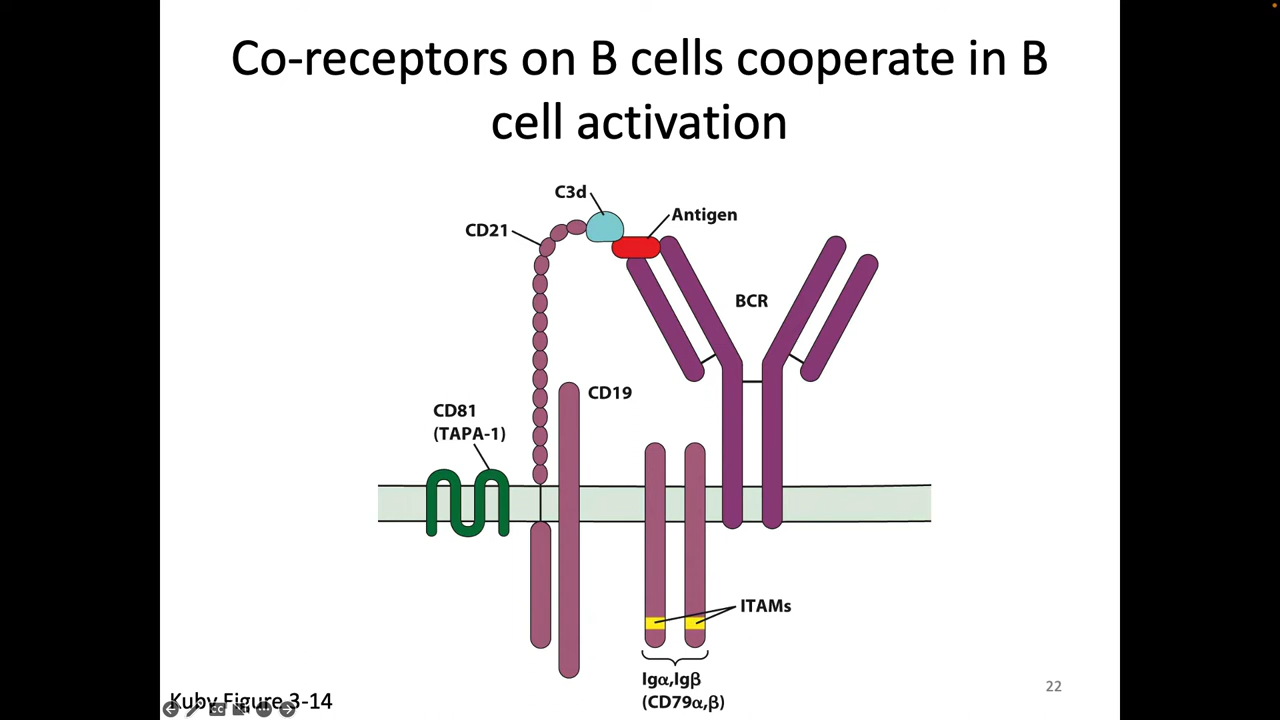 Co-receptors on B cells cooperate in B
cell activation
C3d
Antigen
CD21
BCR
CD19
CD81
(TAPA-1)
ITAMs
Igα,Igβ
(CD79α,β)
Kuby Figure 3-14
22